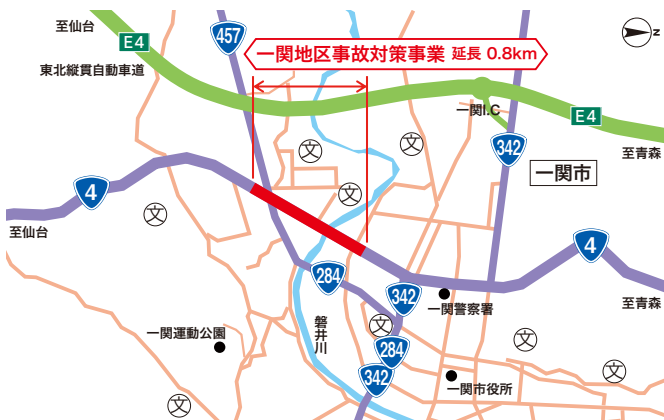 至仙台
E4
457
一関地区事故対策事業 延長 0.8km
N
東北縦貫自動車道
一関I.C
E4
342
至青森
文
文
一関市
4
文
文
至仙台
4
284
342
一関警察署
至青森
磐井川
文
一関運動公園
284
文
文
342
一関市役所
文